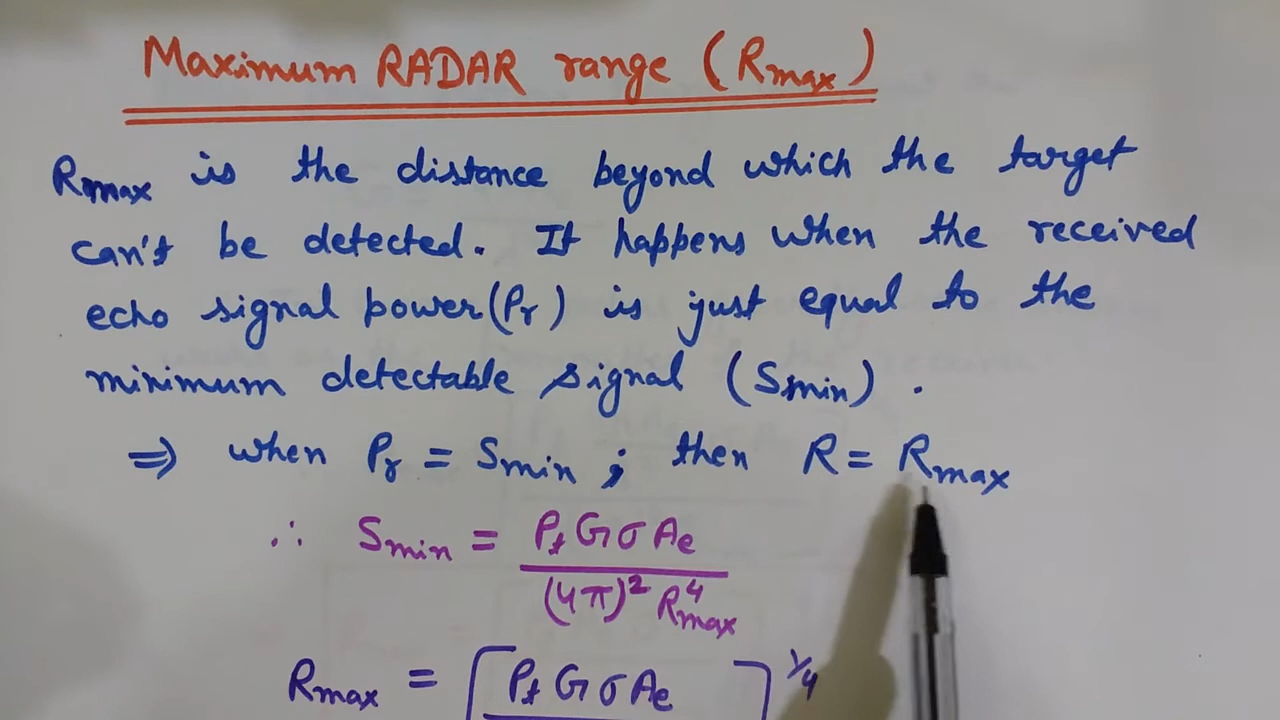 Maximum RADAR range (Rmax)
Rmax is the distance beyond which the target
can't be detected. It happens when the received
echo signal power (Pr) is just equal to the
minimum detectable signal (Smin).
⇒ when Pr = Smin ; then R = Rmax
∴ Smin = Pt G σ Ae
(4π)² R⁴max
Rmax = [ Pt G σ Ae ]^1/4